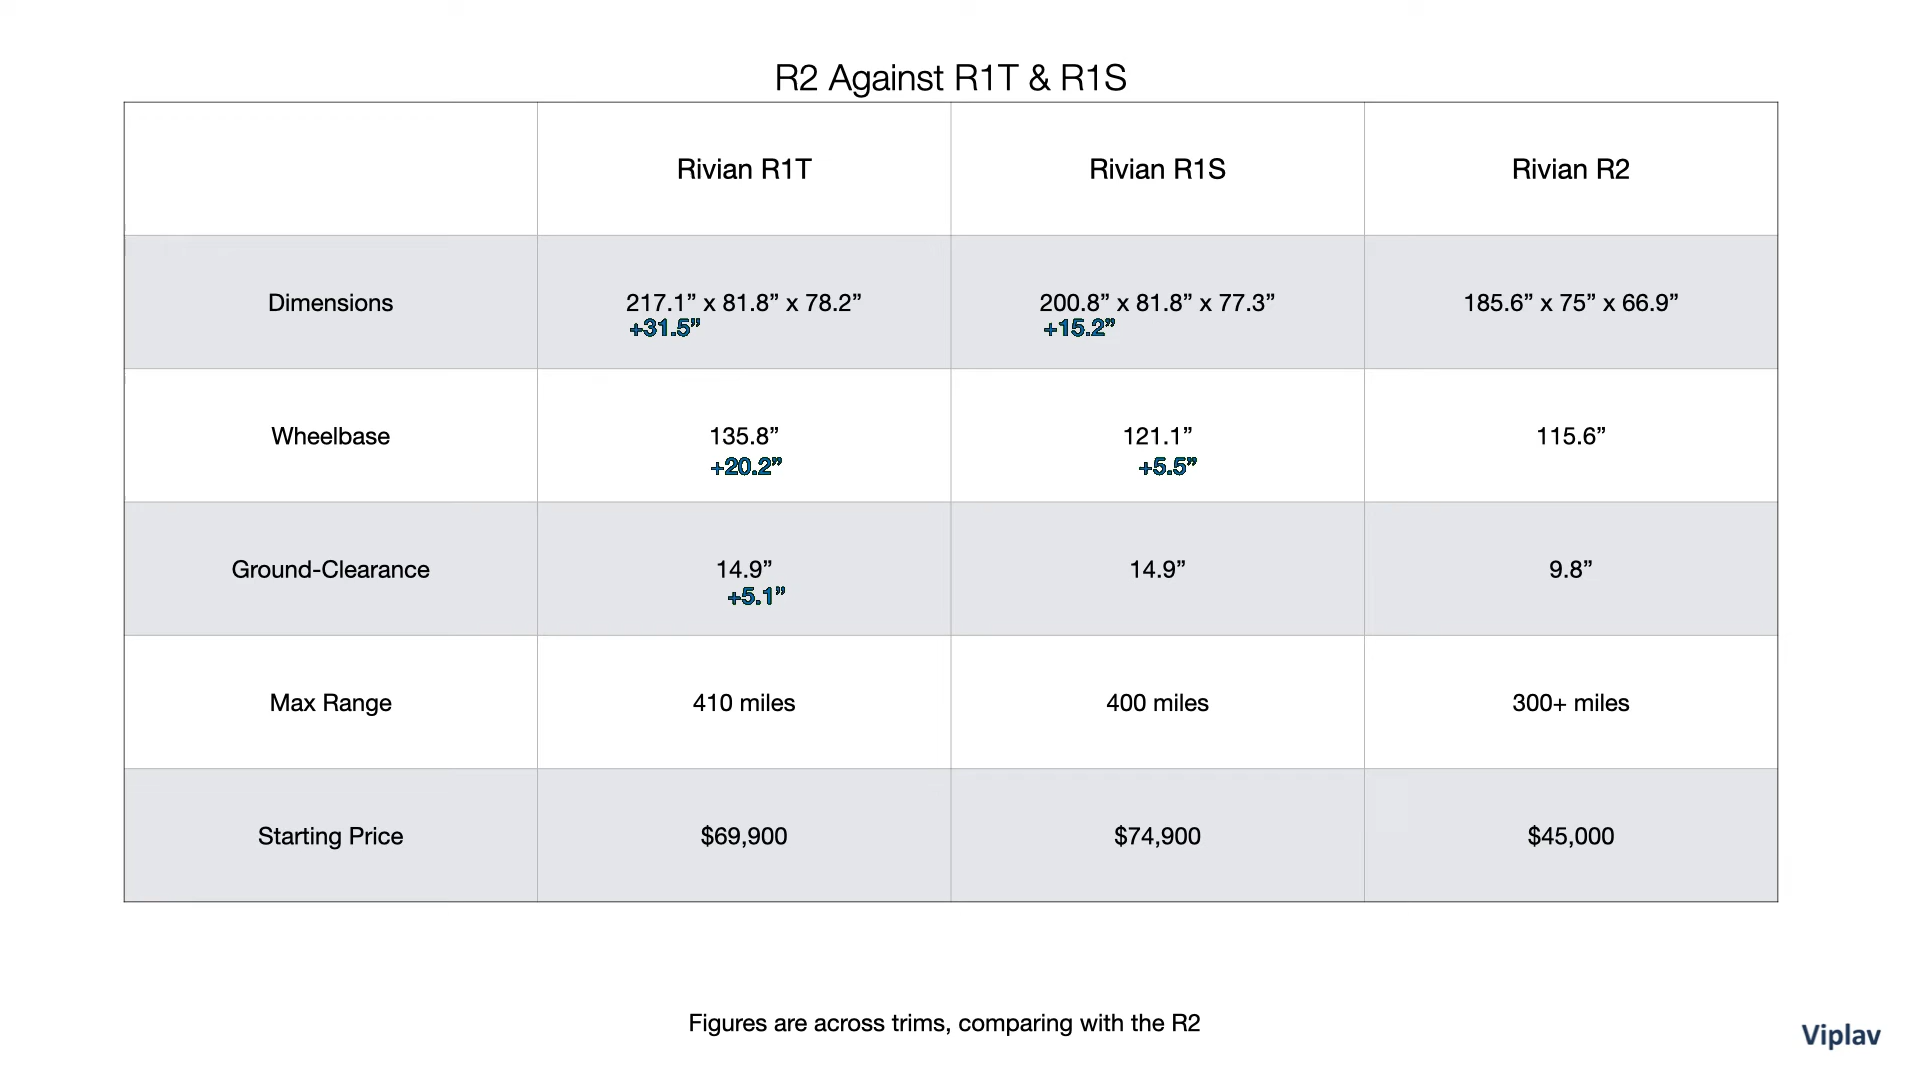 R2 Against R1T & R1S
Rivian R1T
Rivian R1S
Rivian R2
Dimensions
217.1” x 81.8” x 78.2”
+31.5”
200.8” x 81.8” x 77.3”
+15.2”
185.6” x 75” x 66.9”
Wheelbase
135.8”
+20.2”
121.1”
+5.5”
115.6”
Ground-Clearance
14.9”
+5.1”
14.9”
9.8”
Max Range
410 miles
400 miles
300+ miles
Starting Price
$69,900
$74,900
$45,000
Figures are across trims, comparing with the R2
Viplav